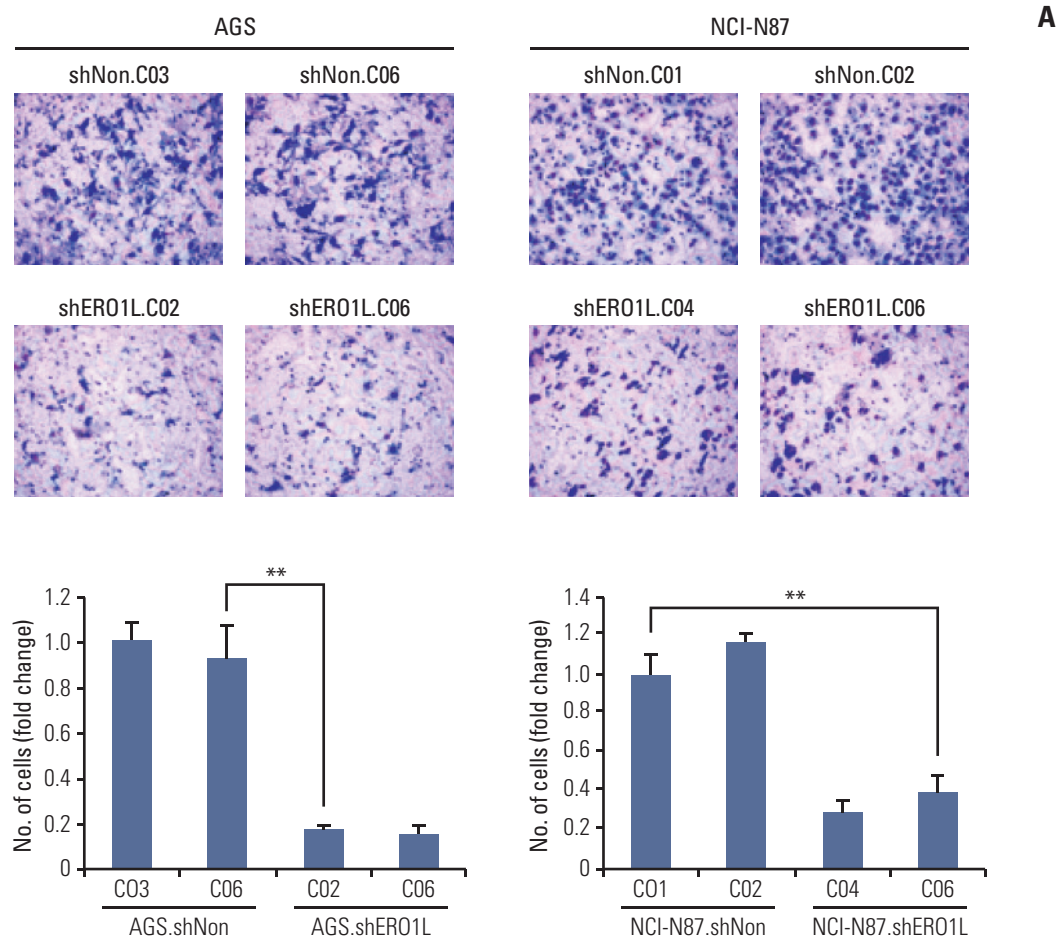 A
AGS
NCI-N87
shNon.C03
shNon.C06
shNon.C01
shNon.C02
shERO1L.C02
shERO1L.C06
shERO1L.C04
shERO1L.C06
No. of cells (fold change)
1.2
1.0
0.8
0.6
0.4
0.2
0
**
C03
C06
C02
C06
AGS.shNon
AGS.shERO1L
No. of cells (fold change)
1.4
1.2
1.0
0.8
0.6
0.4
0.2
0
**
C01
C02
C04
C06
NCI-N87.shNon
NCI-N87.shERO1L